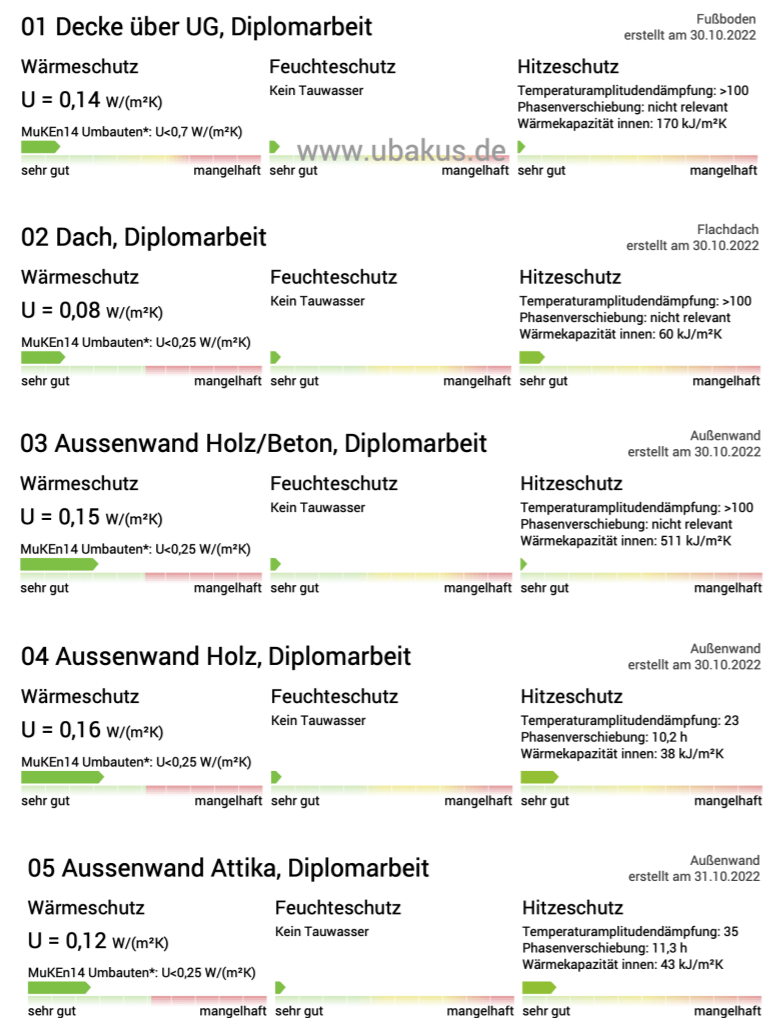 01 Decke über UG, Diplomarbeit
Fußboden
erstellt am 30.10.2022
Wärmeschutz
U = 0,14 W/(m²K)
MuKEn14 Umbauten*: U<0,7 W/(m²K)
sehr gut mangelhaft
Feuchteschutz
Kein Tauwasser
www.ubakus.de
sehr gut mangelhaft
Hitzeschutz
Temperaturamplitudendämpfung: >100
Phasenverschiebung: nicht relevant
Wärmekapazität innen: 170 kJ/m²K
sehr gut mangelhaft
02 Dach, Diplomarbeit
Flachdach
erstellt am 30.10.2022
Wärmeschutz
U = 0,08 W/(m²K)
MuKEn14 Umbauten*: U<0,25 W/(m²K)
sehr gut mangelhaft
Feuchteschutz
Kein Tauwasser
sehr gut mangelhaft
Hitzeschutz
Temperaturamplitudendämpfung: >100
Phasenverschiebung: nicht relevant
Wärmekapazität innen: 60 kJ/m²K
sehr gut mangelhaft
03 Aussenwand Holz/Beton, Diplomarbeit
Außenwand
erstellt am 30.10.2022
Wärmeschutz
U = 0,15 W/(m²K)
MuKEn14 Umbauten*: U<0,25 W/(m²K)
sehr gut mangelhaft
Feuchteschutz
Kein Tauwasser
sehr gut mangelhaft
Hitzeschutz
Temperaturamplitudendämpfung: >100
Phasenverschiebung: nicht relevant
Wärmekapazität innen: 511 kJ/m²K
sehr gut mangelhaft
04 Aussenwand Holz, Diplomarbeit
Außenwand
erstellt am 30.10.2022
Wärmeschutz
U = 0,16 W/(m²K)
MuKEn14 Umbauten*: U<0,25 W/(m²K)
sehr gut mangelhaft
Feuchteschutz
Kein Tauwasser
sehr gut mangelhaft
Hitzeschutz
Temperaturamplitudendämpfung: 23
Phasenverschiebung: 10,2 h
Wärmekapazität innen: 38 kJ/m²K
sehr gut mangelhaft
05 Aussenwand Attika, Diplomarbeit
Außenwand
erstellt am 31.10.2022
Wärmeschutz
U = 0,12 W/(m²K)
MuKEn14 Umbauten*: U<0,25 W/(m²K)
sehr gut mangelhaft
Feuchteschutz
Kein Tauwasser
sehr gut mangelhaft
Hitzeschutz
Temperaturamplitudendämpfung: 35
Phasenverschiebung: 11,3 h
Wärmekapazität innen: 43 kJ/m²K
sehr gut mangelhaft